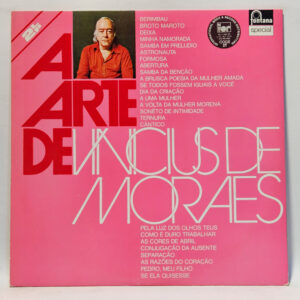 fontana
special
BERIMBAU
BROTO MAROTO
DEIXA
MINHA NAMORADA
SAMBA EM PRELÚDIO
ASTRONAUTA
FORMOSA
ABERTURA
SAMBA DA BENÇÃO
A BRUSCA POESIA DA MULHER AMADA
SE TODOS FOSSEM IGUAIS A VOCÊ
DIA DA CRIAÇÃO
A UMA MULHER
A VOLTA DA MULHER MORENA
SONETO DE INTIMIDADE
TERNURA
CÂNTICO
A
ARTE
DE VINICIUS DE
MORAES
PELA LUZ DOS OLHOS TEUS
COMO É DURO TRABALHAR
AS CORES DE ABRIL
CONJUGAÇÃO DA AUSENTE
SEPARAÇÃO
AS RAZÕES DO CORAÇÃO
PEDRO, MEU FILHO
SE ELA QUISESSE